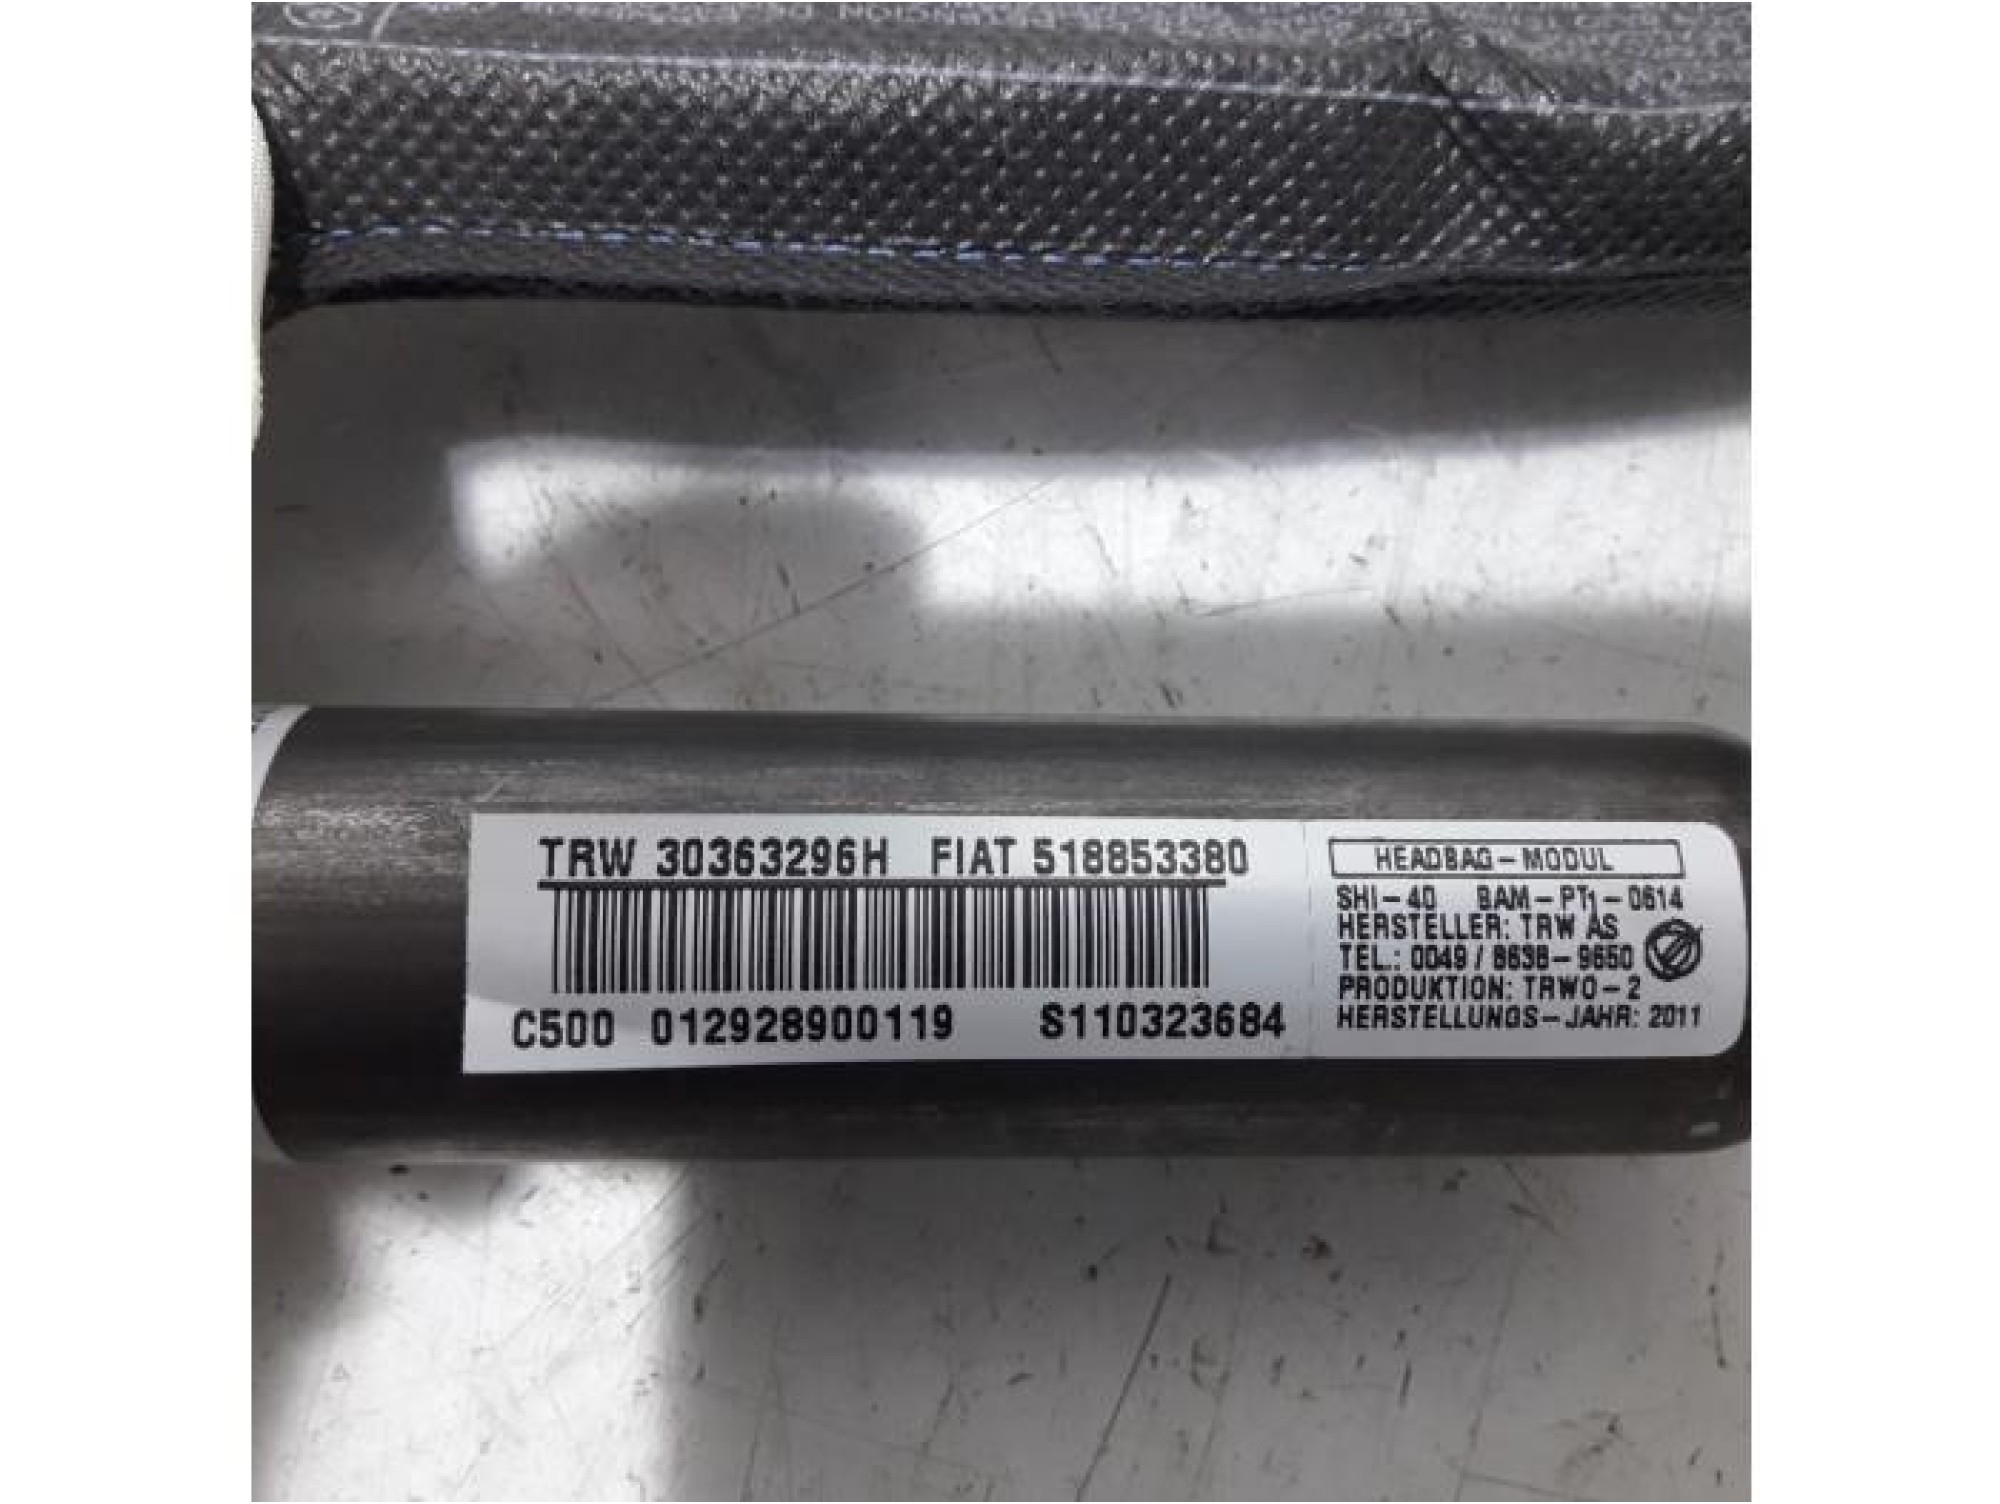 TRW 30363296H FIAT 518853380
C500 012928900119 S110323684
HEADBAG-MODUL
SHI-40 BAM-PT1-0614
HERSTELLER: TRW AS
TEL.: 0049 / 8638-9650
PRODUKTION: TRWO-2
HERSTELLUNGS-JAHR: 2011